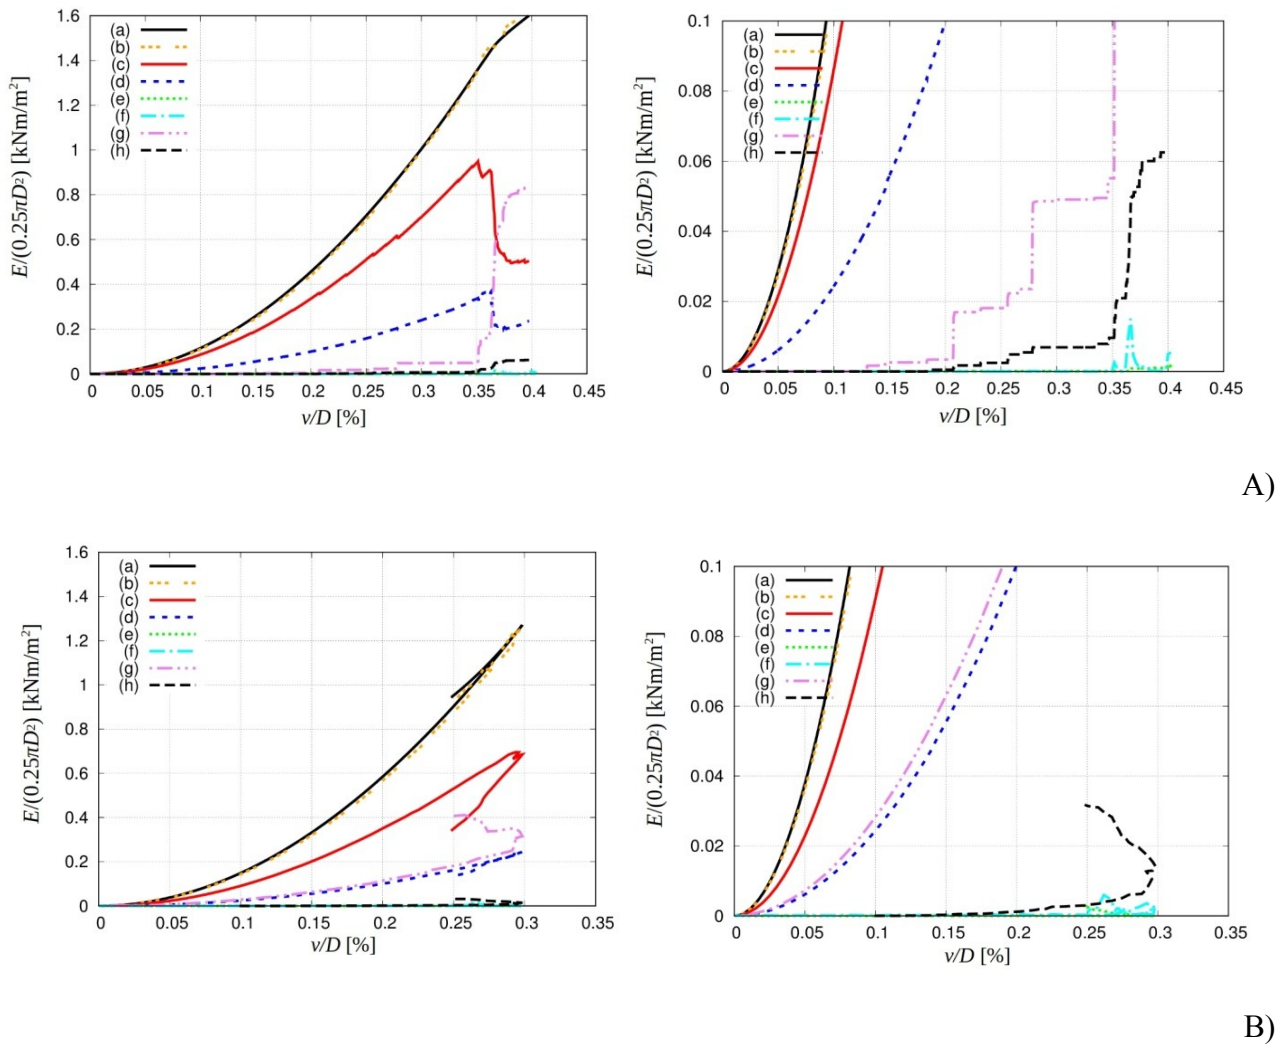 1.6
1.4
1.2
1
0.8
0.6
0.4
0.2
0
(a)
(b)
(c)
(d)
(e)
(f)
(g)
(h)
E/(0.25πD²) [kNm/m²]
0 0.05 0.1 0.15 0.2 0.25 0.3 0.35 0.4 0.45
v/D [%]
0.1
0.08
0.06
0.04
0.02
0
(a)
(b)
(c)
(d)
(e)
(f)
(g)
(h)
E/(0.25πD²) [kNm/m²]
0 0.05 0.1 0.15 0.2 0.25 0.3 0.35 0.4 0.45
v/D [%]
A)
1.6
1.4
1.2
1
0.8
0.6
0.4
0.2
0
(a)
(b)
(c)
(d)
(e)
(f)
(g)
(h)
E/(0.25πD²) [kNm/m²]
0 0.05 0.1 0.15 0.2 0.25 0.3 0.35
v/D [%]
0.1
0.08
0.06
0.04
0.02
0
(a)
(b)
(c)
(d)
(e)
(f)
(g)
(h)
E/(0.25πD²) [kNm/m²]
0 0.05 0.1 0.15 0.2 0.25 0.3 0.35
v/D [%]
B)